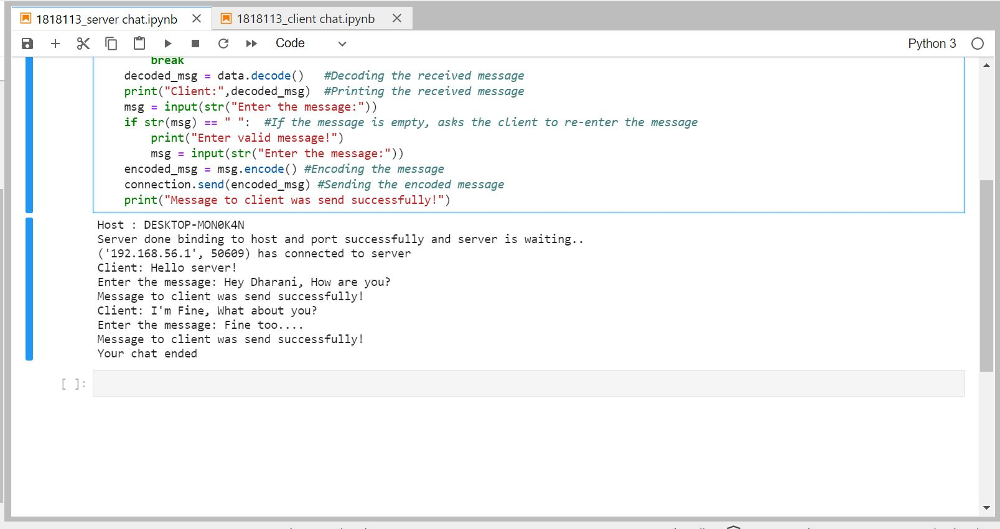 1818113_server chat.ipynb
1818113_client chat.ipynb
Code
Python 3
break
decoded_msg = data.decode()   #Decoding the received message
print("Client:",decoded_msg)  #Printing the received message
msg = input(str("Enter the message:"))
if str(msg) == " ":  #If the message is empty, asks the client to re-enter the message
print("Enter valid message!")
msg = input(str("Enter the message:"))
encoded_msg = msg.encode() #Encoding the message
connection.send(encoded_msg) #Sending the encoded message
print("Message to client was send successfully!")
Host : DESKTOP-MON0K4N
Server done binding to host and port successfully and server is waiting..
('192.168.56.1', 50609) has connected to server
Client: Hello server!
Enter the message: Hey Dharani, How are you?
Message to client was send successfully!
Client: I'm Fine, What about you?
Enter the message: Fine too....
Message to client was send successfully!
Your chat ended
[ ]: